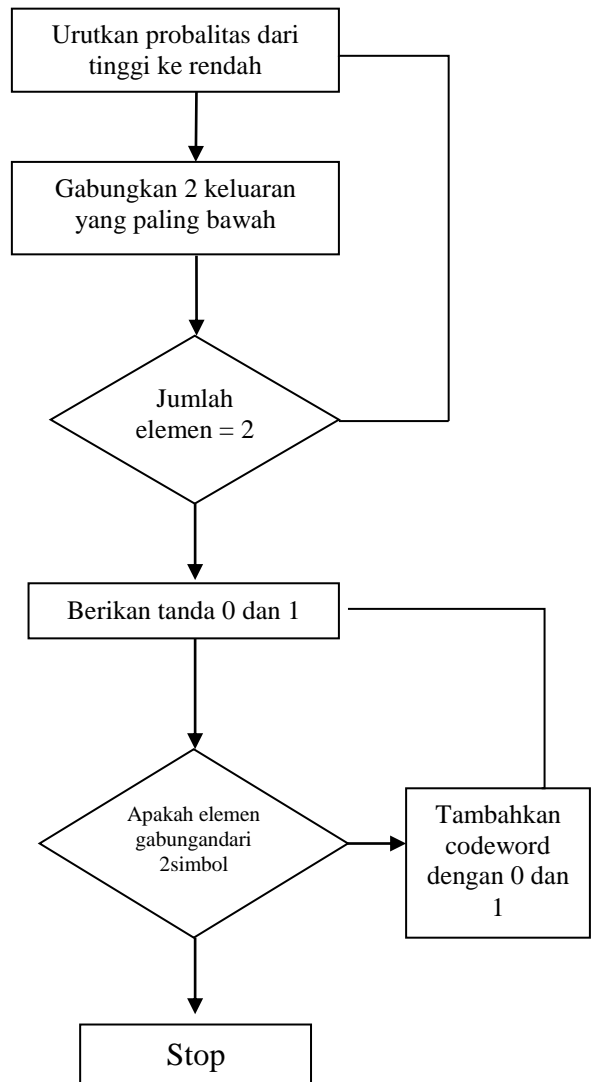 Urutkan probalitas dari
tinggi ke rendah
Gabungkan 2 keluaran
yang paling bawah
Jumlah
elemen = 2
Berikan tanda 0 dan 1
Apakah elemen
gabungandari
2simbol
Tambahkan
codeword
dengan 0 dan
1
Stop